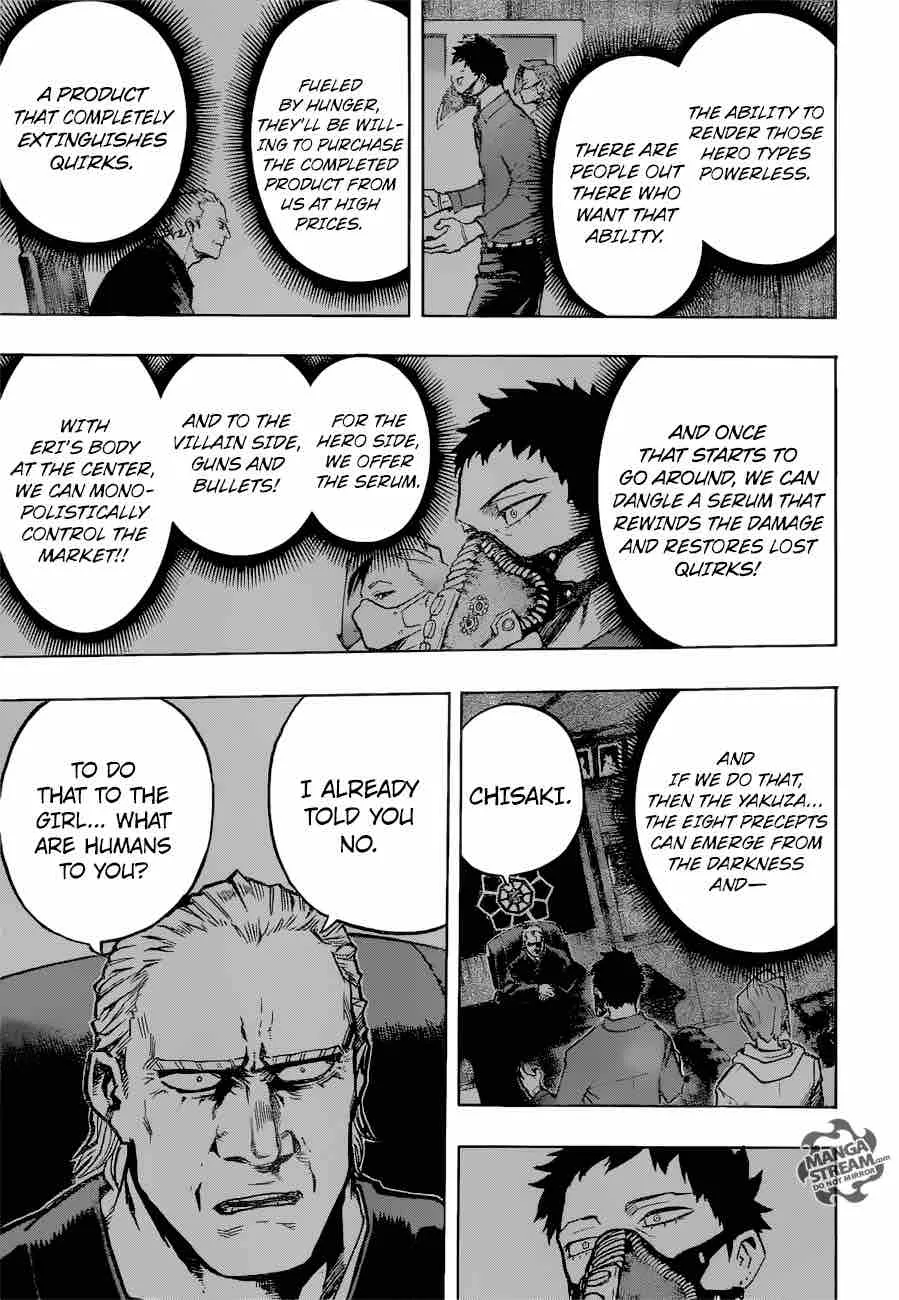 THE ABILITY TO
RENDER THOSE
HERO TYPES
POWERLESS.
THERE ARE
PEOPLE OUT
THERE WHO
WANT THAT
ABILITY.
FUELED
BY HUNGER,
THEY'LL BE WILL-
ING TO PURCHASE
THE COMPLETED
PRODUCT FROM
US AT HIGH
PRICES.
A PRODUCT
THAT COMPLETELY
EXTINGUISHES
QUIRKS.
AND ONCE
THAT STARTS TO
GO AROUND, WE CAN
DANGLE A SERUM THAT
REWINDS THE DAMAGE
AND RESTORES LOST
QUIRKS!
FOR THE
HERO SIDE,
WE OFFER
THE SERUM.
AND TO THE
VILLAIN SIDE,
GUNS AND
BULLETS!
WITH
ERI'S BODY
AT THE CENTER,
WE CAN MONO-
POLISTICALLY
CONTROL THE
MARKET!!
AND
IF WE DO THAT,
THEN THE YAKUZA...
THE EIGHT PRECEPTS
CAN EMERGE FROM
THE DARKNESS
AND—
CHISAKI.
I ALREADY
TOLD YOU
NO.
TO DO
THAT TO THE
GIRL... WHAT
ARE HUMANS
TO YOU?
MANGA
STREAM.com
DO NOT MIRROR!